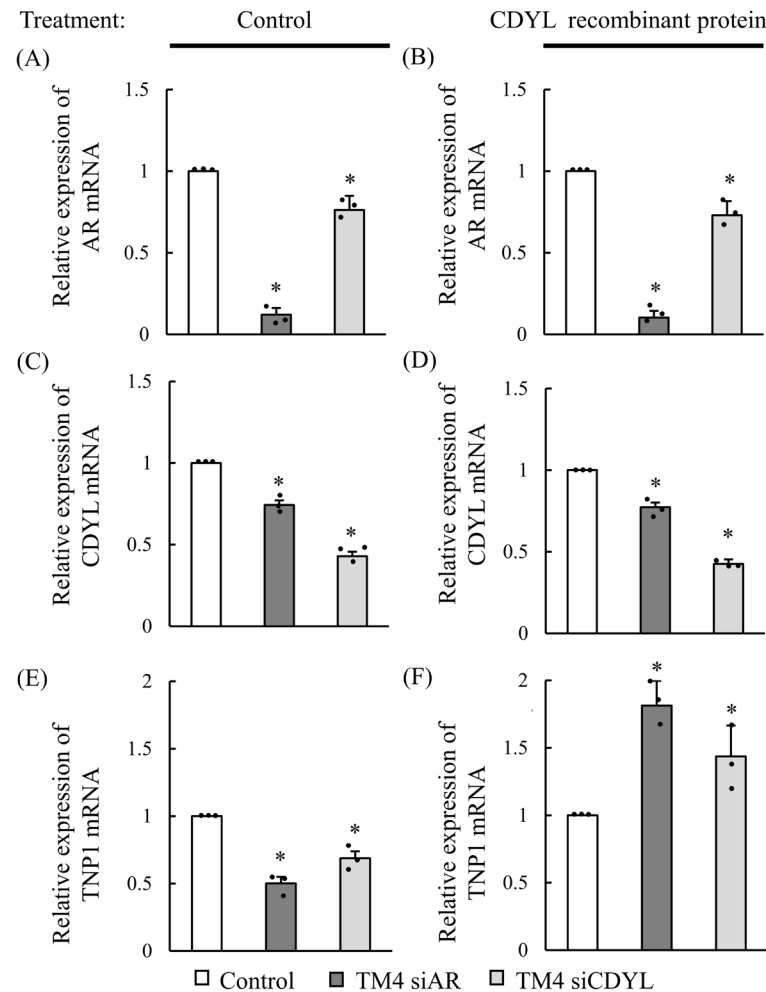 Treatment: Control CDYL recombinant protein
(A) (B)
Relative expression of
AR mRNA
1.5
1
0.5
0
*
*
Relative expression of
AR mRNA
1.5
1
0.5
0
*
*
(C) (D)
Relative expression of
CDYL mRNA
1.5
1
0.5
0
*
*
Relative expression of
CDYL mRNA
1.5
1
0.5
0
*
*
(E) (F)
Relative expression of
TNP1 mRNA
2
1.5
1
0.5
0
*
*
Relative expression of
TNP1 mRNA
2
1.5
1
0.5
0
*
*
Control TM4 siAR TM4 siCDYL